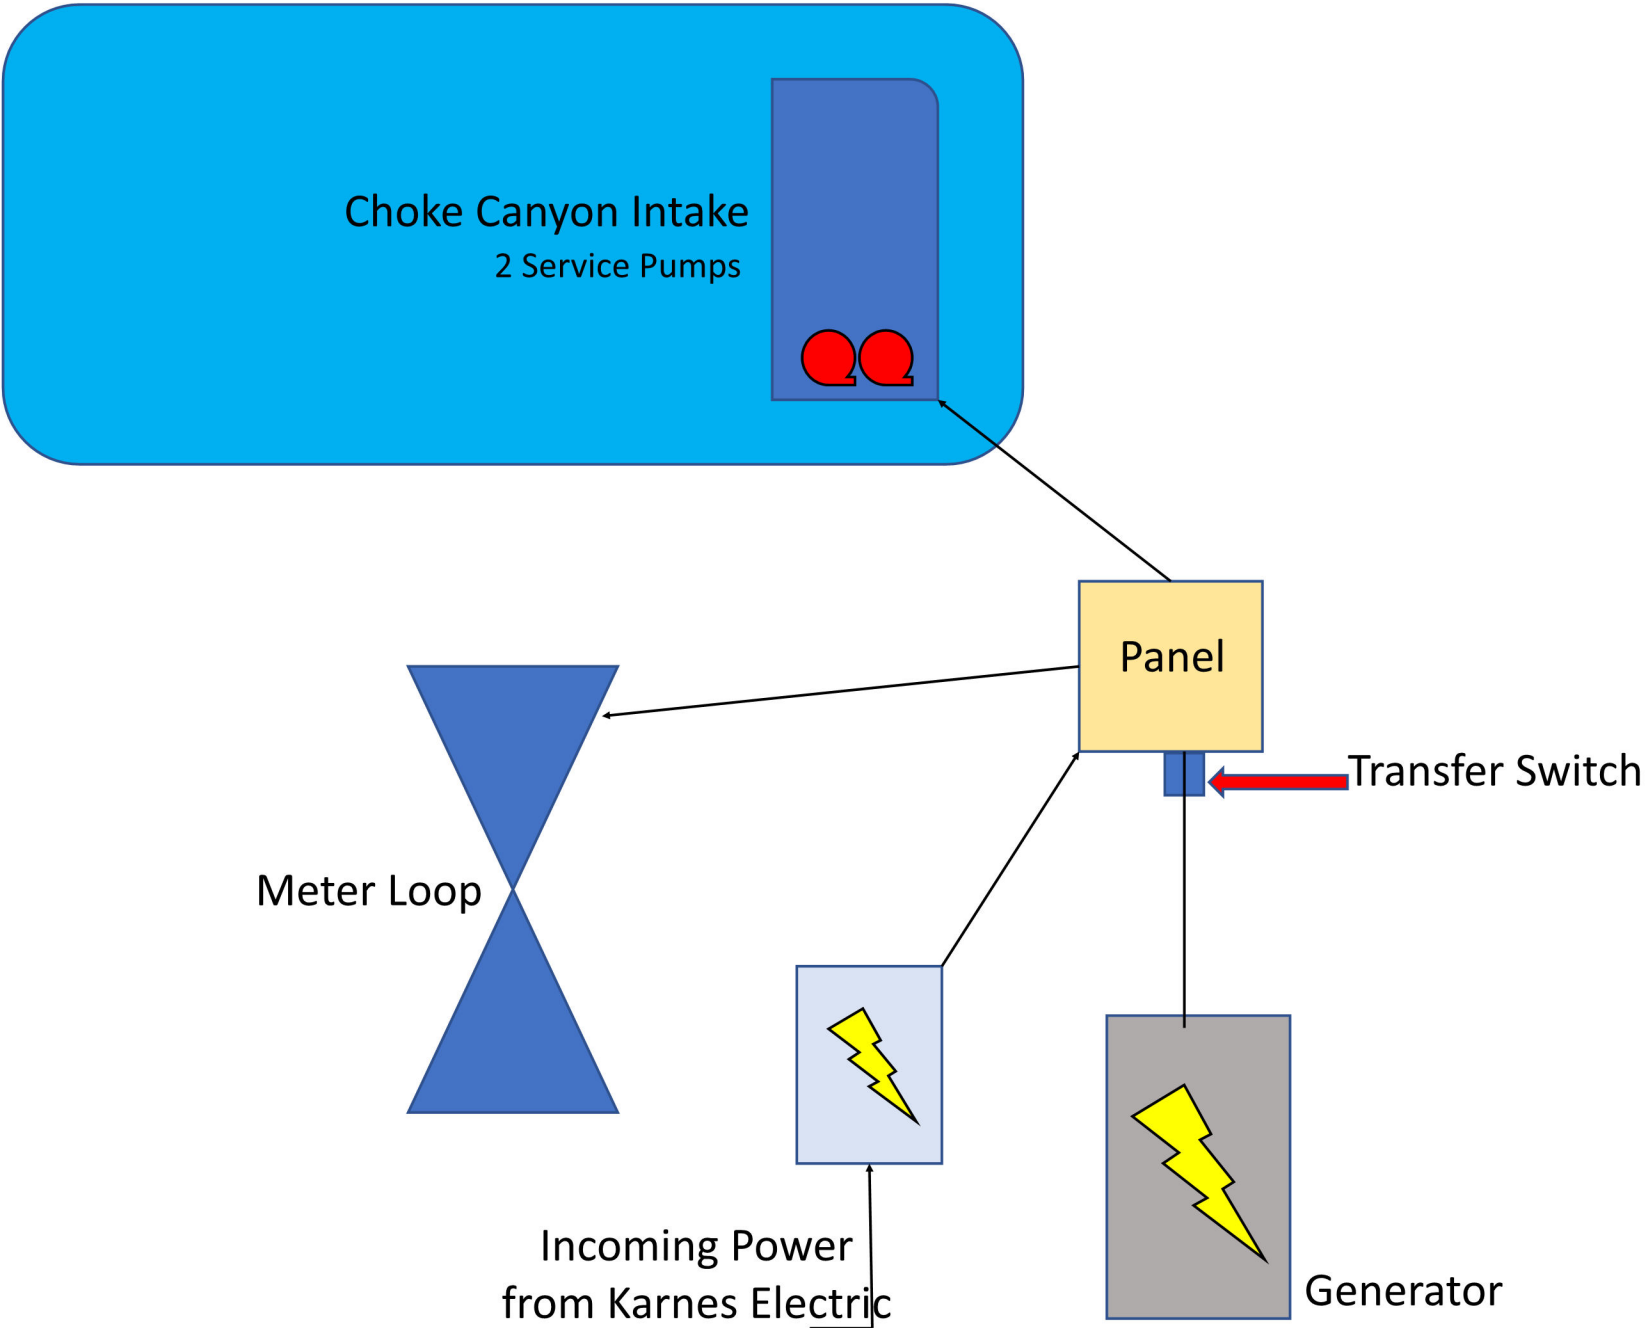 Choke Canyon Intake
2 Service Pumps
Panel
Transfer Switch
Meter Loop
Incoming Power
from Karnes Electric
Generator